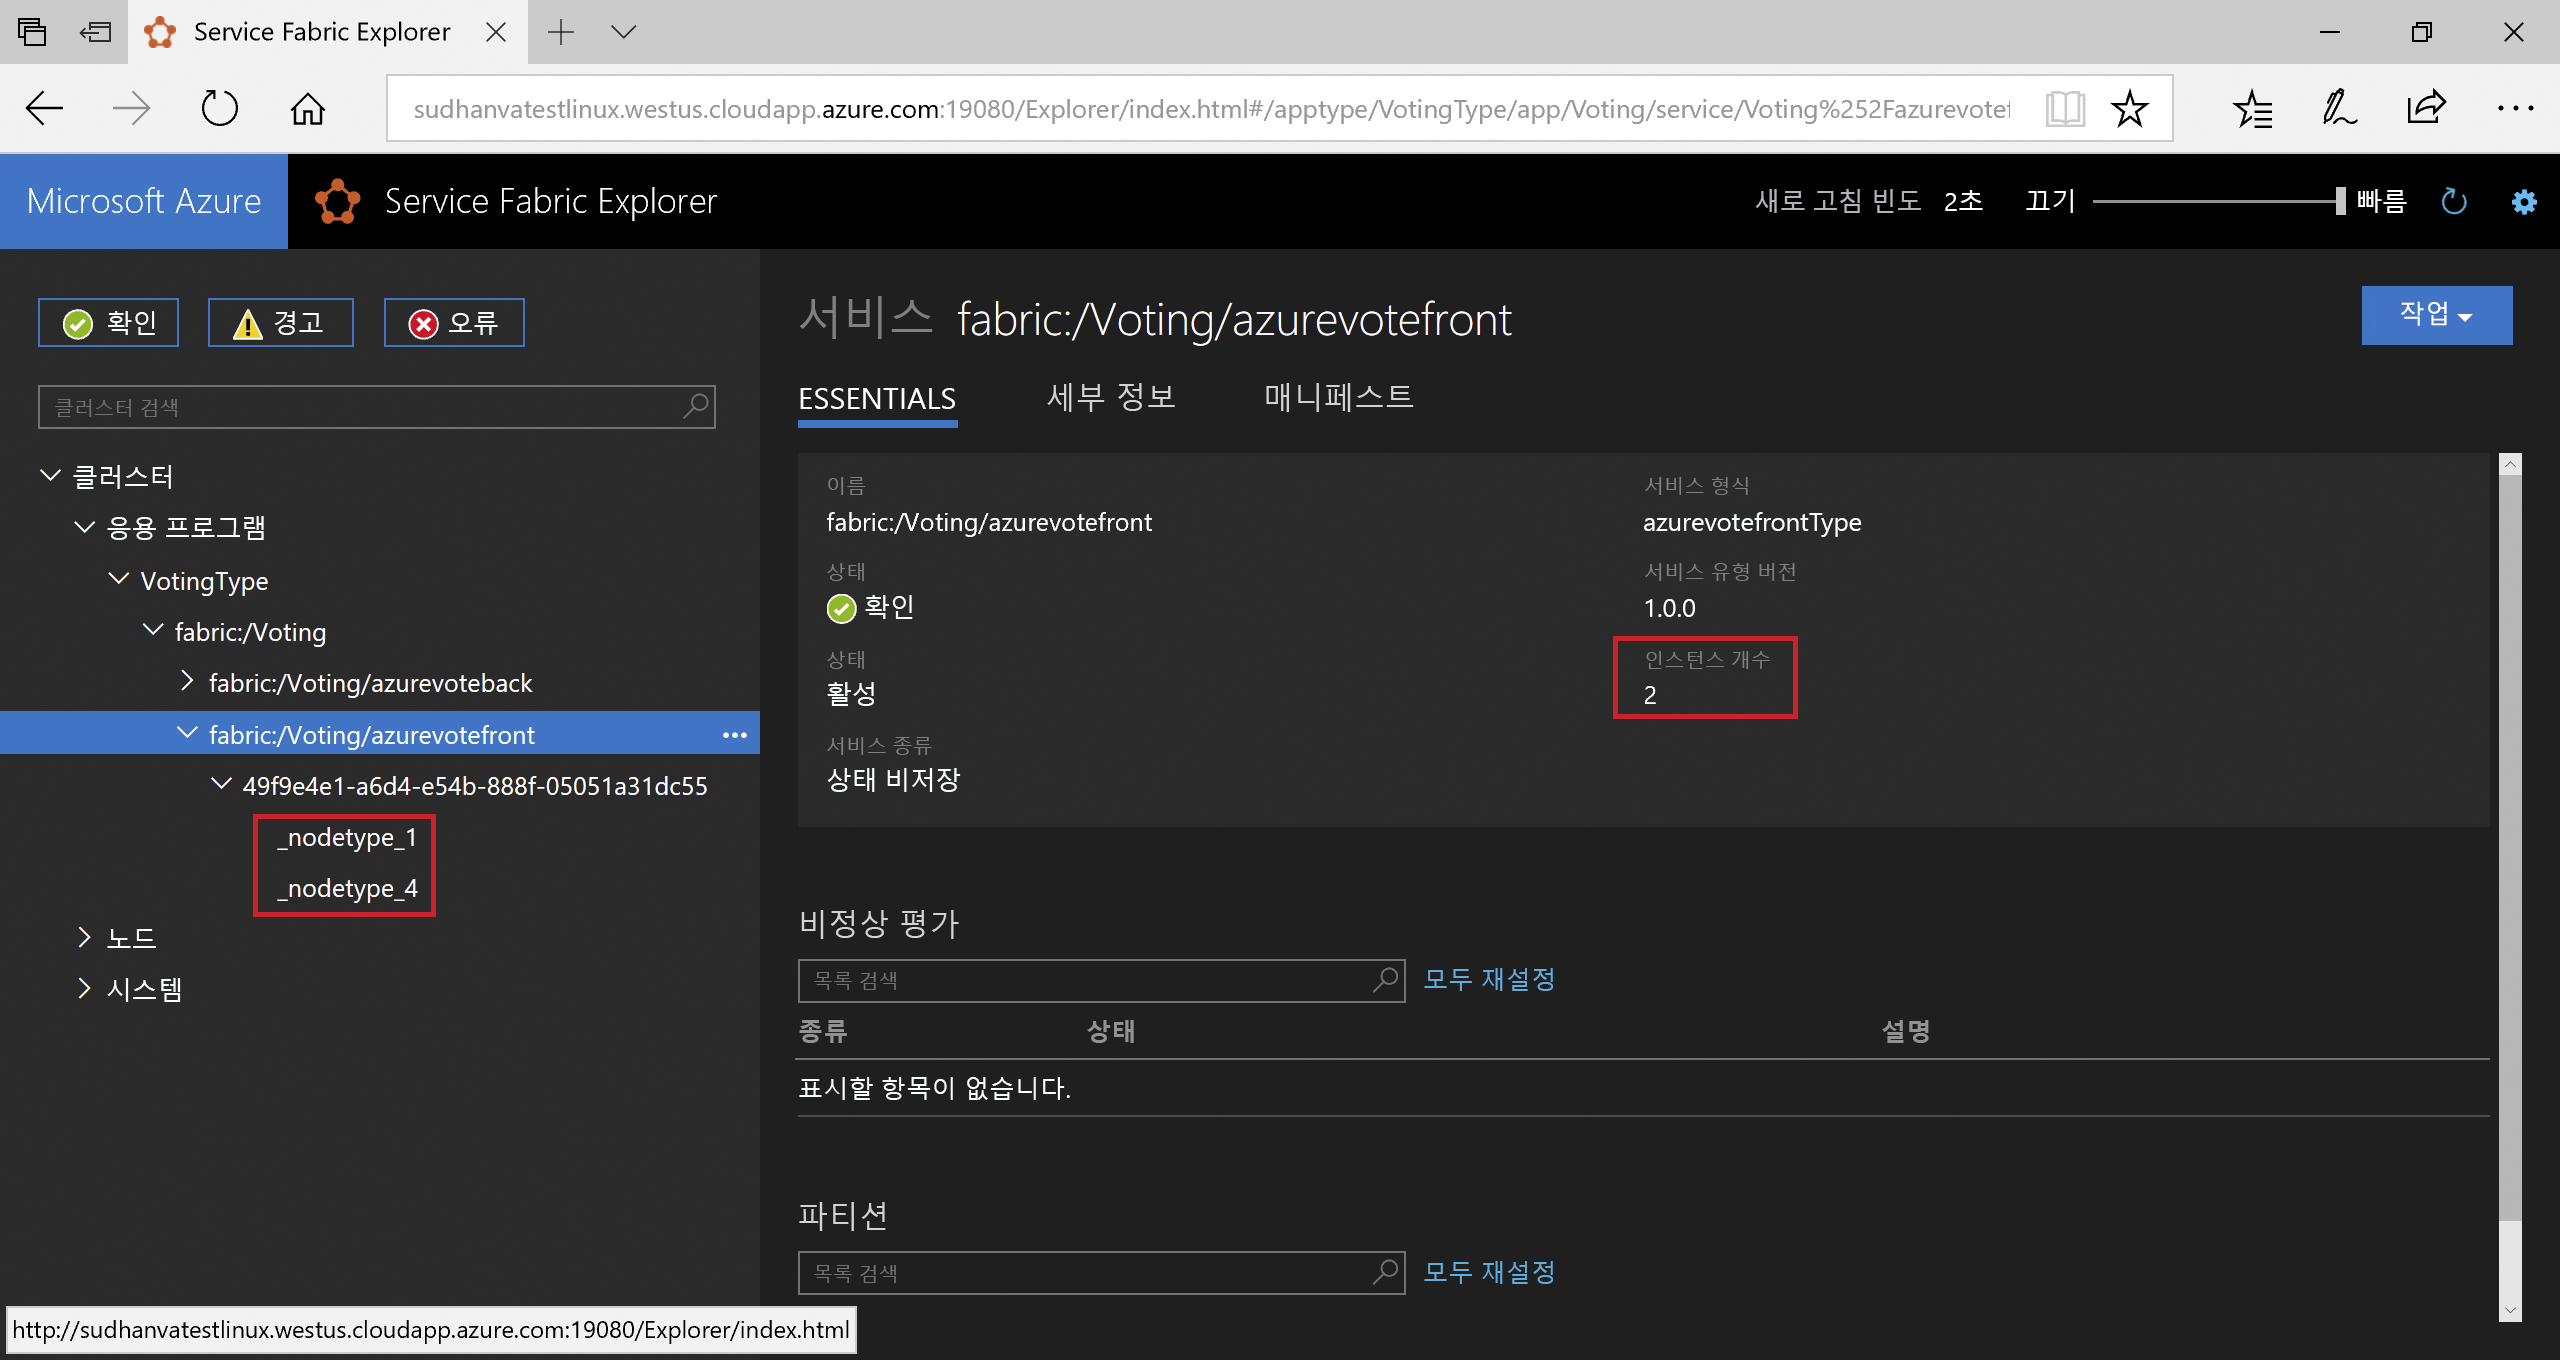 Service Fabric Explorer
sudhanvatestlinux.westus.cloudapp.azure.com:19080/Explorer/index.html#/apptype/VotingType/app/Voting/service/Voting%252Fazurevotef
Microsoft Azure
Service Fabric Explorer
새로 고침 빈도 2초 끄기 빠름
확인 경고 오류
클러스터 검색
클러스터
응용 프로그램
VotingType
fabric:/Voting
fabric:/Voting/azurevoteback
fabric:/Voting/azurevotefront
49f9e4e1-a6d4-e54b-888f-05051a31dc55
_nodetype_1
_nodetype_4
노드
시스템
서비스 fabric:/Voting/azurevotefront
작업
ESSENTIALS 세부 정보 매니페스트
이름
fabric:/Voting/azurevotefront
상태
확인
상태
활성
서비스 종류
상태 비저장
서비스 형식
azurevotefrontType
서비스 유형 버전
1.0.0
인스턴스 개수
2
비정상 평가
목록 검색 모두 재설정
종류 상태 설명
표시할 항목이 없습니다.
파티션
목록 검색 모두 재설정
http://sudhanvatestlinux.westus.cloudapp.azure.com:19080/Explorer/index.html